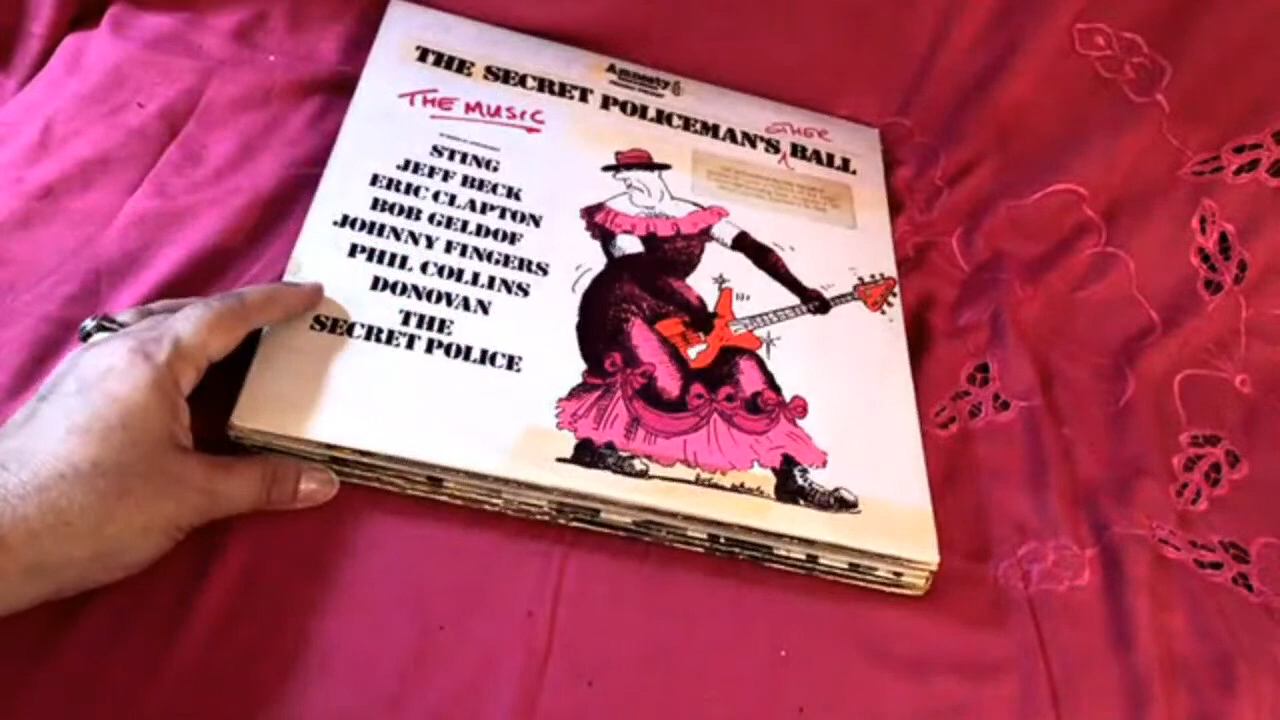 Amnesty
THE SECRET POLICEMAN'S OTHER BALL
THE MUSIC
STING
JEFF BECK
ERIC CLAPTON
BOB GELDOF
JOHNNY FINGERS
PHIL COLLINS
DONOVAN
THE
SECRET POLICE